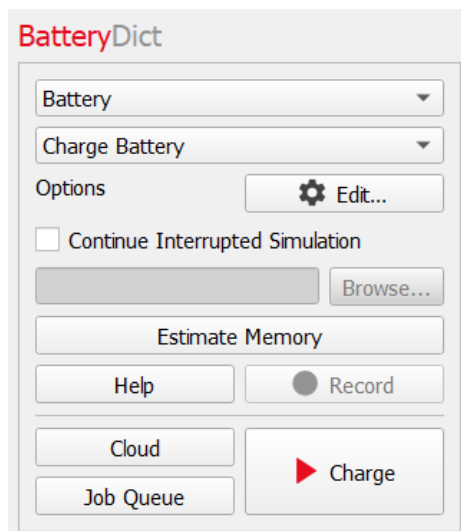 BatteryDict
Battery
Charge Battery
Options
Edit...
Continue Interrupted Simulation
Browse...
Estimate Memory
Help
Record
Cloud
Charge
Job Queue